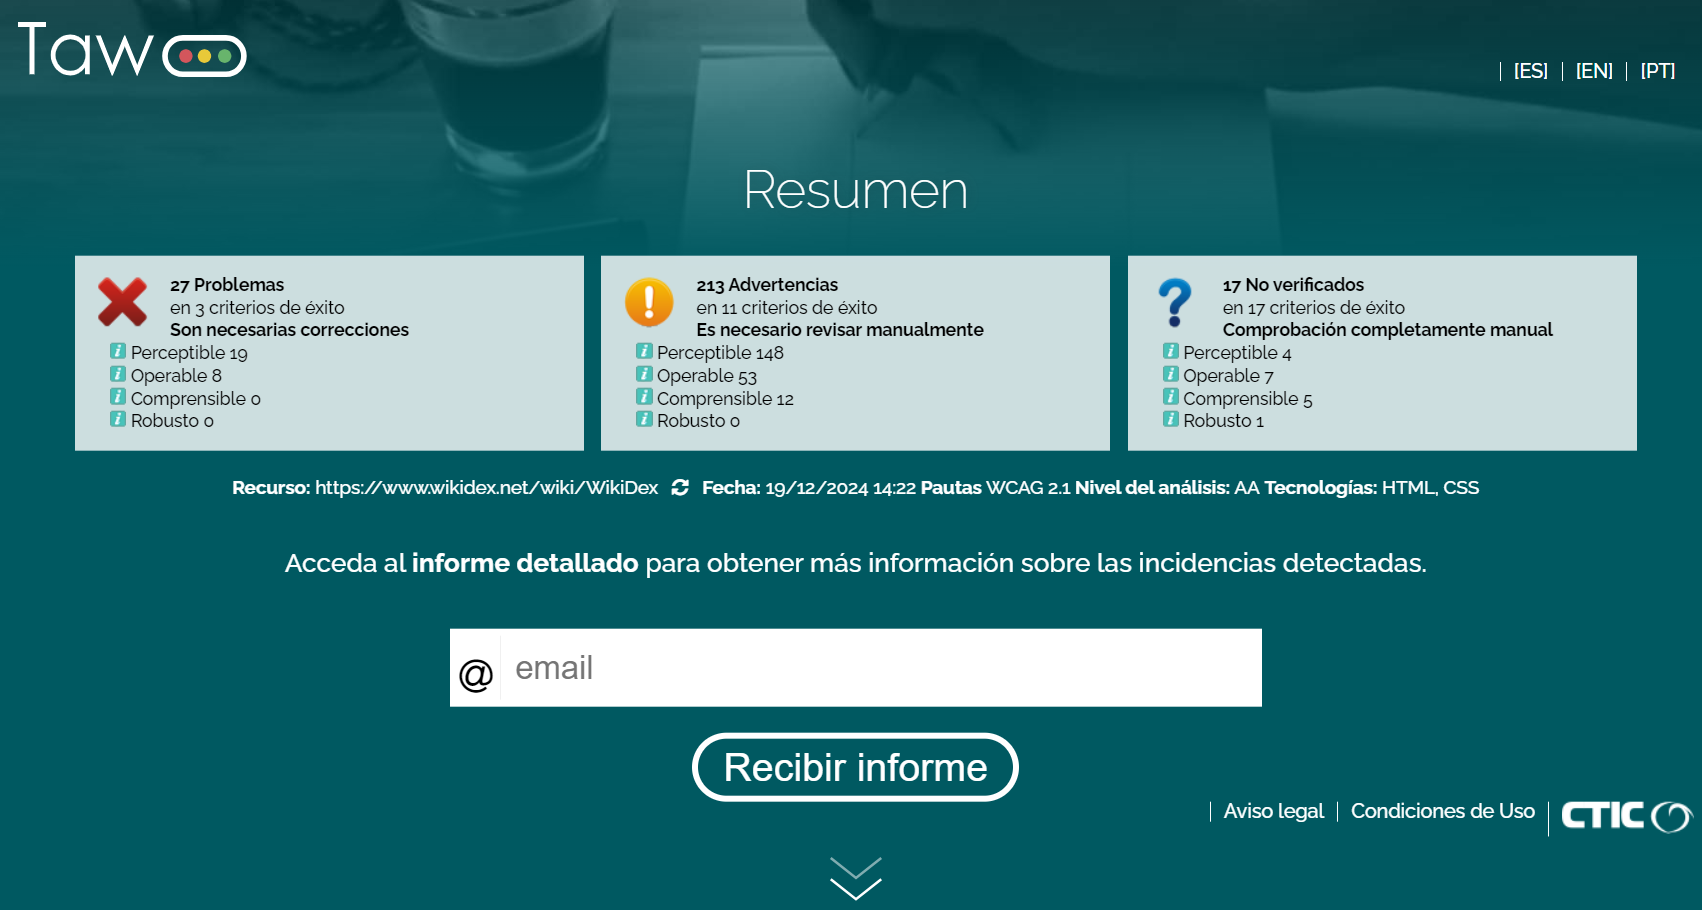 Taw
[ES] [EN] [PT]
Resumen
27 Problemas
en 3 criterios de éxito
Son necesarias correcciones
Perceptible 19
Operable 8
Comprensible 0
Robusto 0
213 Advertencias
en 11 criterios de éxito
Es necesario revisar manualmente
Perceptible 148
Operable 53
Comprensible 12
Robusto 0
17 No verificados
en 17 criterios de éxito
Comprobación completamente manual
Perceptible 4
Operable 7
Comprensible 5
Robusto 1
Recurso: https://www.wikidex.net/wiki/WikiDex Fecha: 19/12/2024 14:22 Pautas WCAG 2.1 Nivel del análisis: AA Tecnologías: HTML, CSS
Acceda al informe detallado para obtener más información sobre las incidencias detectadas.
@ email
Recibir informe
Aviso legal Condiciones de Uso CTIC